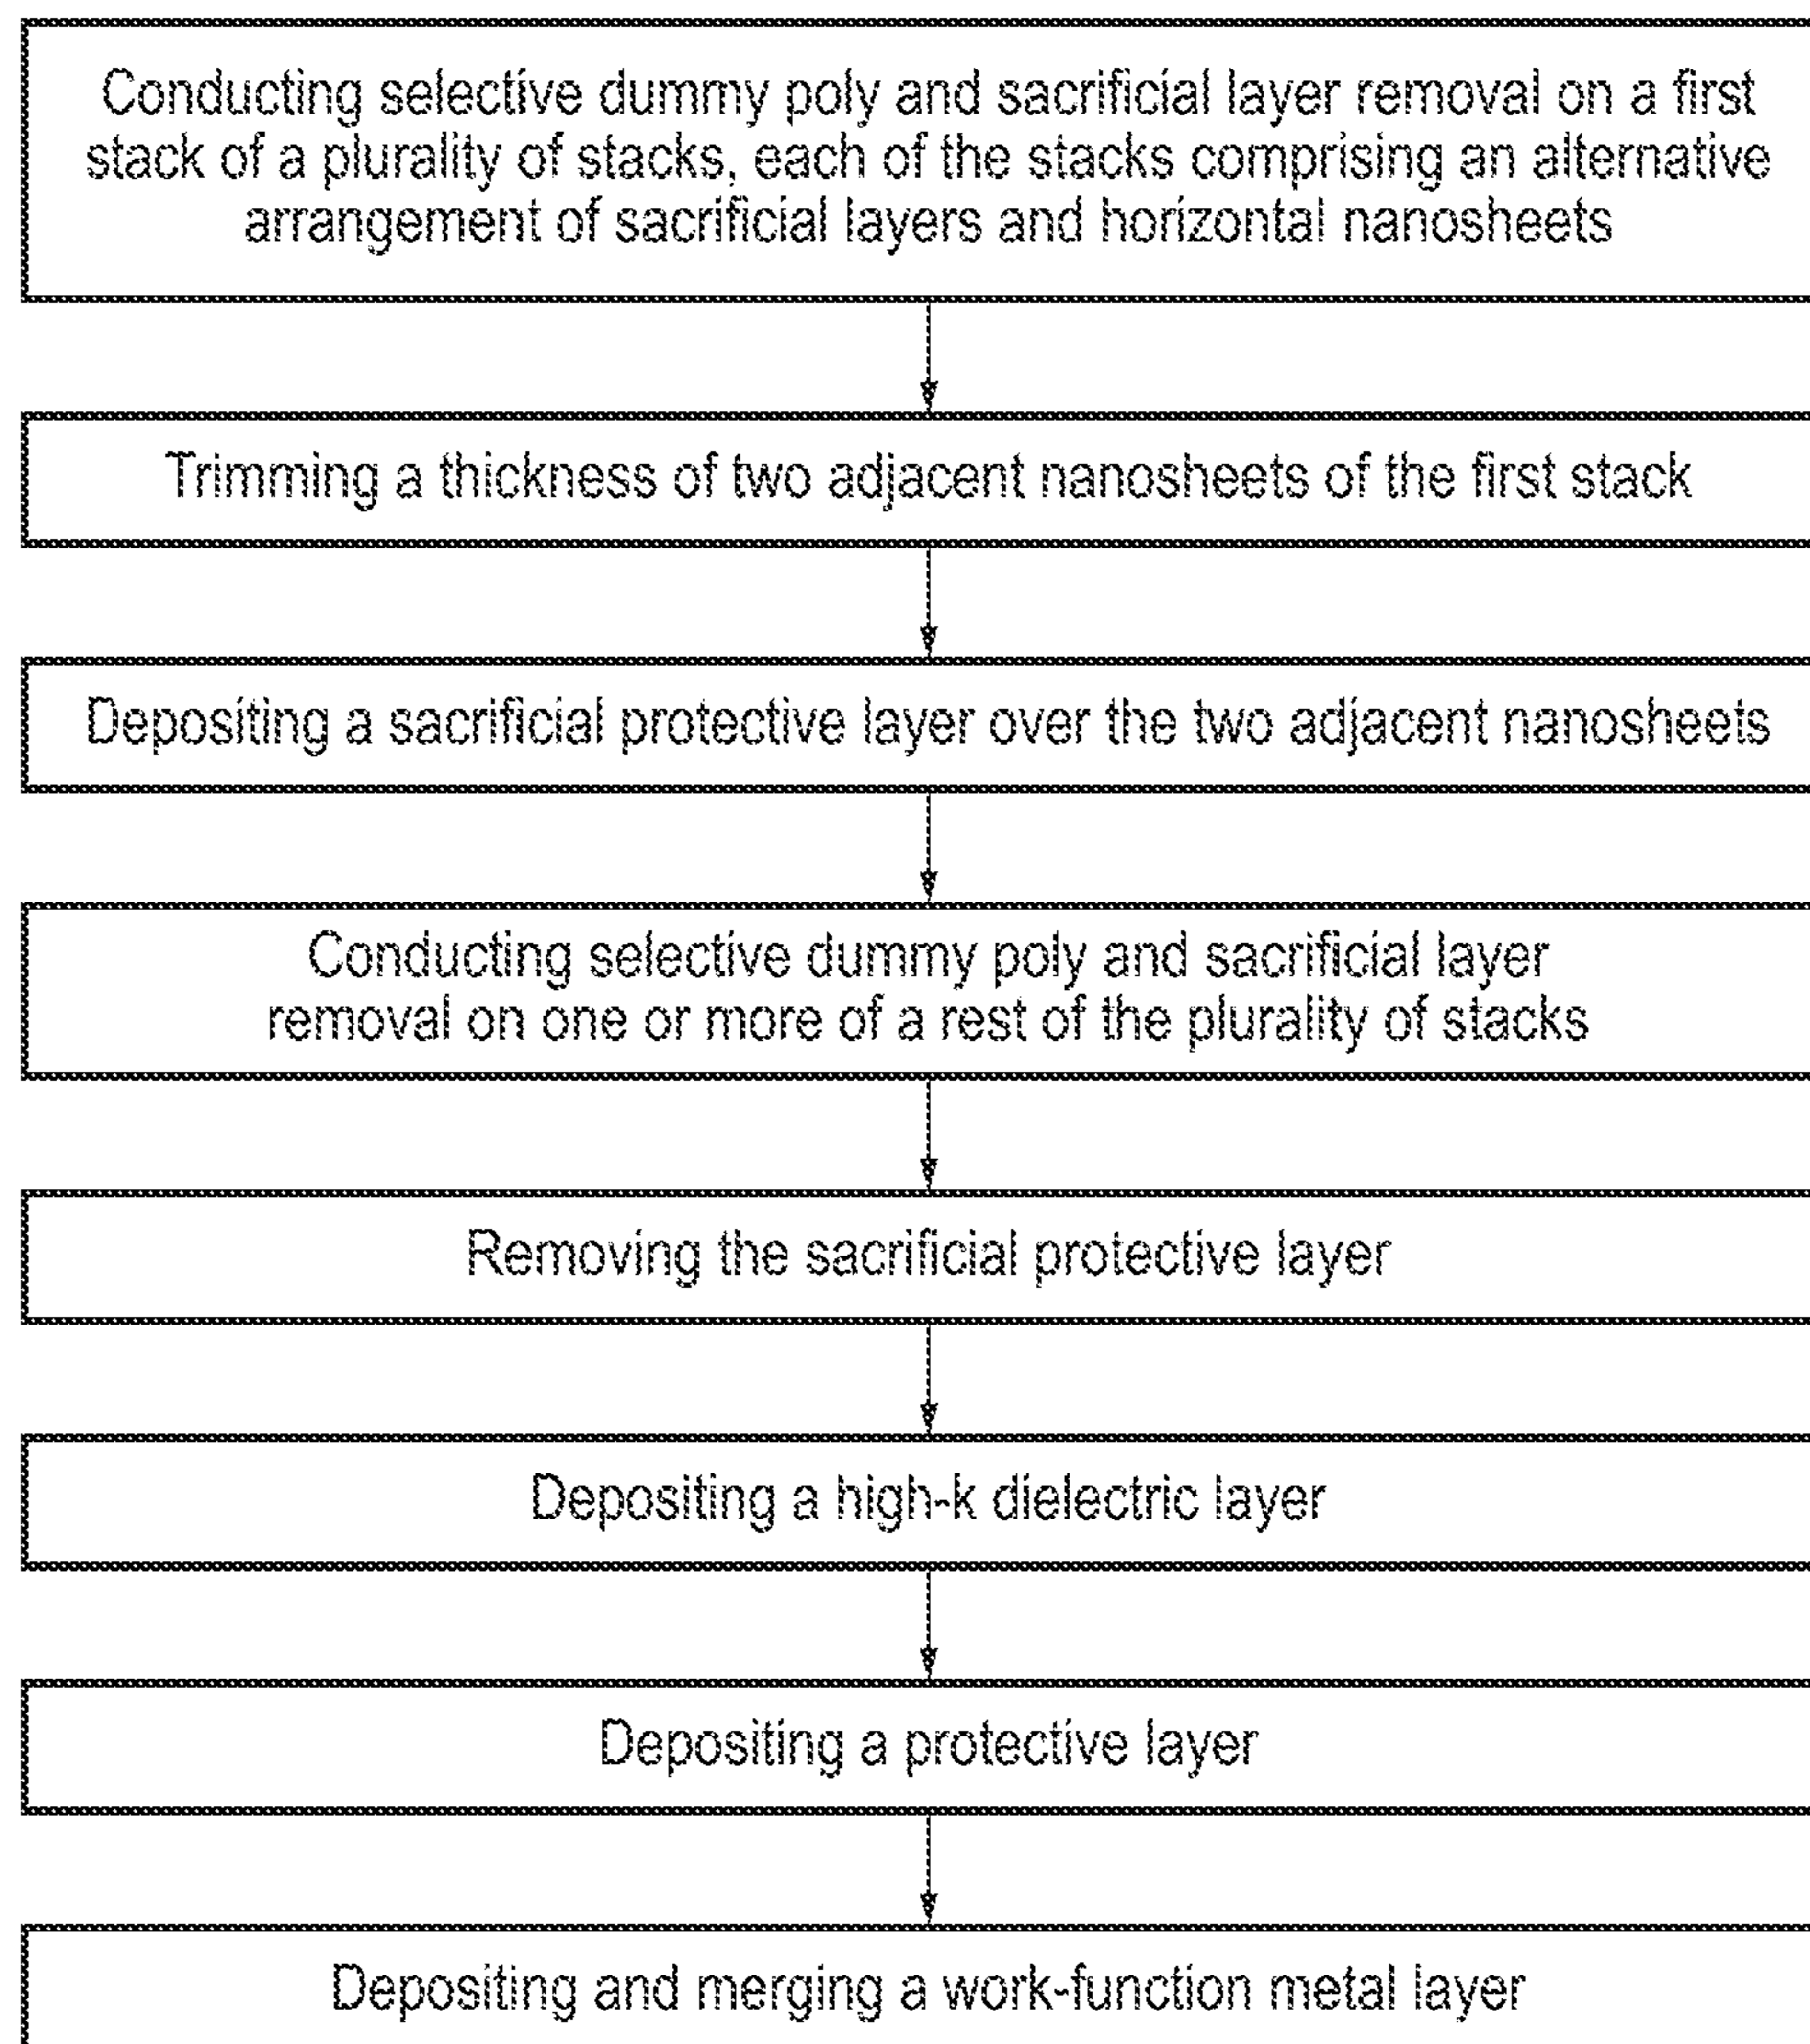 Conducting selective dummy poly and sacrificial layer removal on a first
stack of a plurality of stacks, each of the stacks comprising an alternative
arrangement of sacrificial layers and horizontal nanosheets
Trimming a thickness of two adjacent nanosheets of the first stack
Depositing a sacrificial protective layer over the two adjacent nanosheets
Conducting selective dummy poly and sacrificial layer
removal on one or more of a rest of the plurality of stacks
Removing the sacrificial protective layer
Depositing a high-k dielectric layer
Depositing a protective layer
Depositing and merging a work-function metal layer